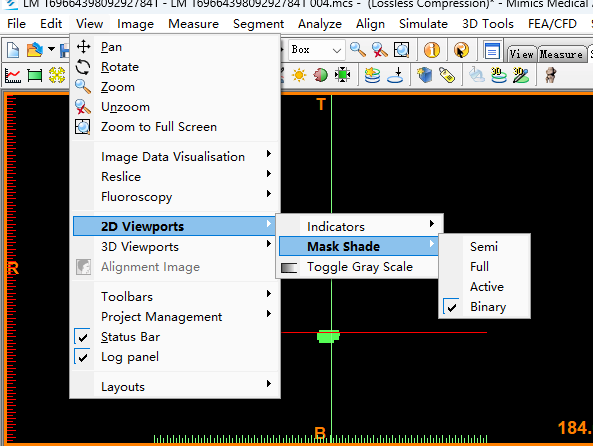 LM 1696643980929278​41 - LM 169664398092927841 004.mcs - (Lossless Compression)* - Mimics Medical
Edit View Image Measure Segment Analyze Align Simulate 3D Tools FEA/CFD
Box View Measure
Pan
Rotate
Zoom
Unzoom
Zoom to Full Screen
Image Data Visualisation
Reslice
Fluoroscopy
2D Viewports
3D Viewports
Alignment Image
Toolbars
Project Management
Status Bar
Log panel
Layouts
Indicators
Mask Shade
Toggle Gray Scale
Semi
Full
Active
Binary
T
R
B
184.